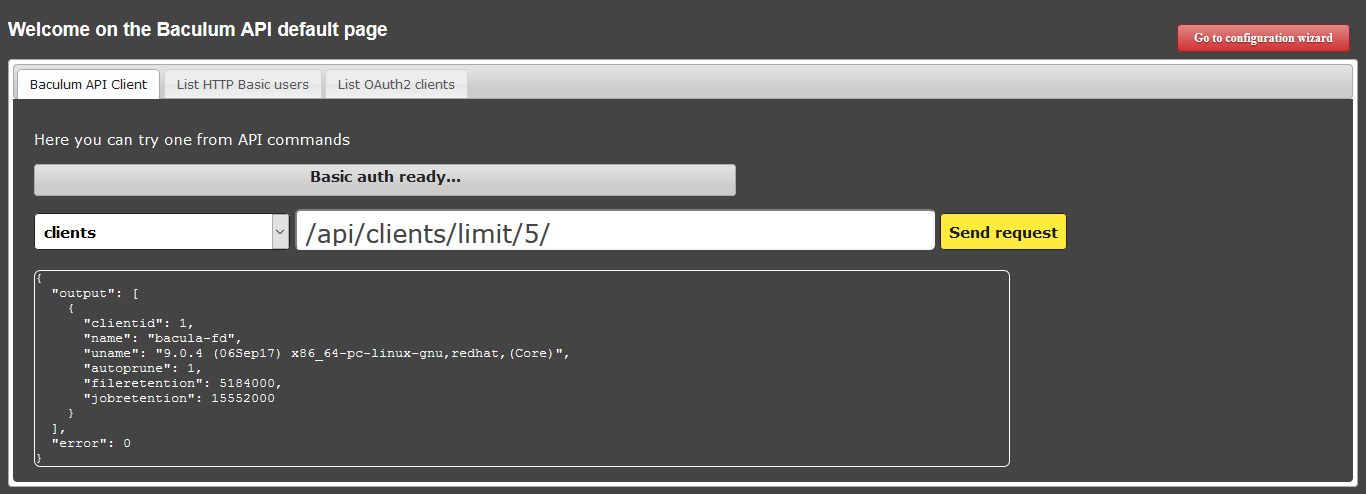 Welcome on the Baculum API default page
Go to configuration wizard
Baculum API Client
List HTTP Basic users
List OAuth2 clients
Here you can try one from API commands
Basic auth ready...
clients
/api/clients/limit/5/
Send request
{
  "output": [
    {
      "clientid": 1,
      "name": "bacula-fd",
      "uname": "9.0.4 (06Sep17) x86_64-pc-linux-gnu,redhat,(Core)",
      "autoprune": 1,
      "fileretention": 5184000,
      "jobretention": 15552000
    }
  ],
  "error": 0
}